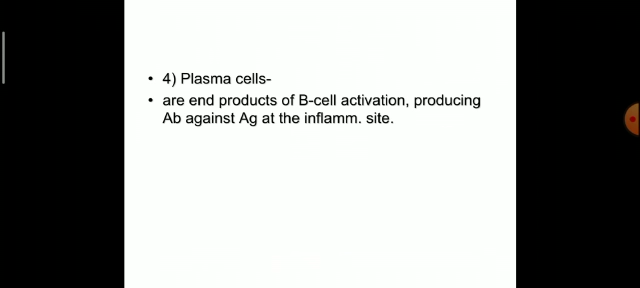 • 4) Plasma cells-
• are end products of B-cell activation, producing
Ab against Ag at the inflamm. site.